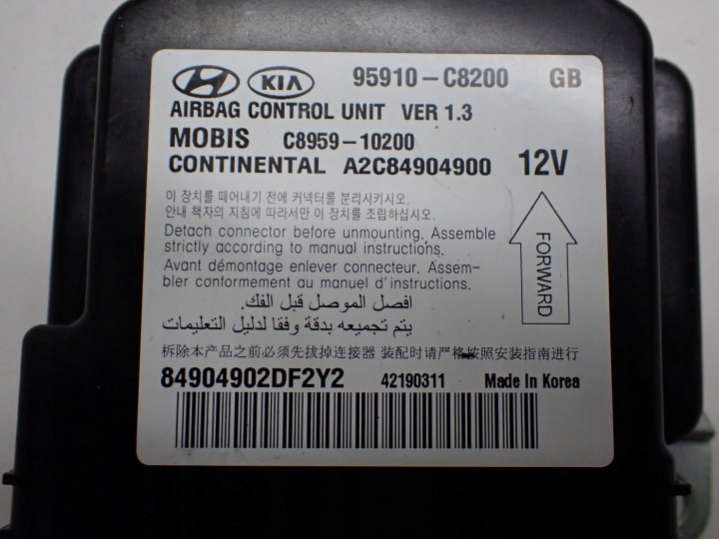 KIA 95910-C8200 GB
AIRBAG CONTROL UNIT VER 1.3
MOBIS C8959-10200
CONTINENTAL A2C84904900 12V
이 장치를 떼어내기 전에 커넥터를 분리시키시오.
안내 책자의 지침에 따라서만 이 장치를 조립하십시오.
Detach connector before unmounting. Assemble
strictly according to manual instructions.
Avant démontage enlever connecteur. Assem-
bler conformement au manuel d'instructions.
افصل الموصل قبل الفك.
يتم تجميعه بدقة وفقا لدليل التعليمات
拆除本产品之前必须先拔掉连接器 装配时请严格按照安装指南进行
FORWARD
84904902DF2Y2 42190311 Made in Korea